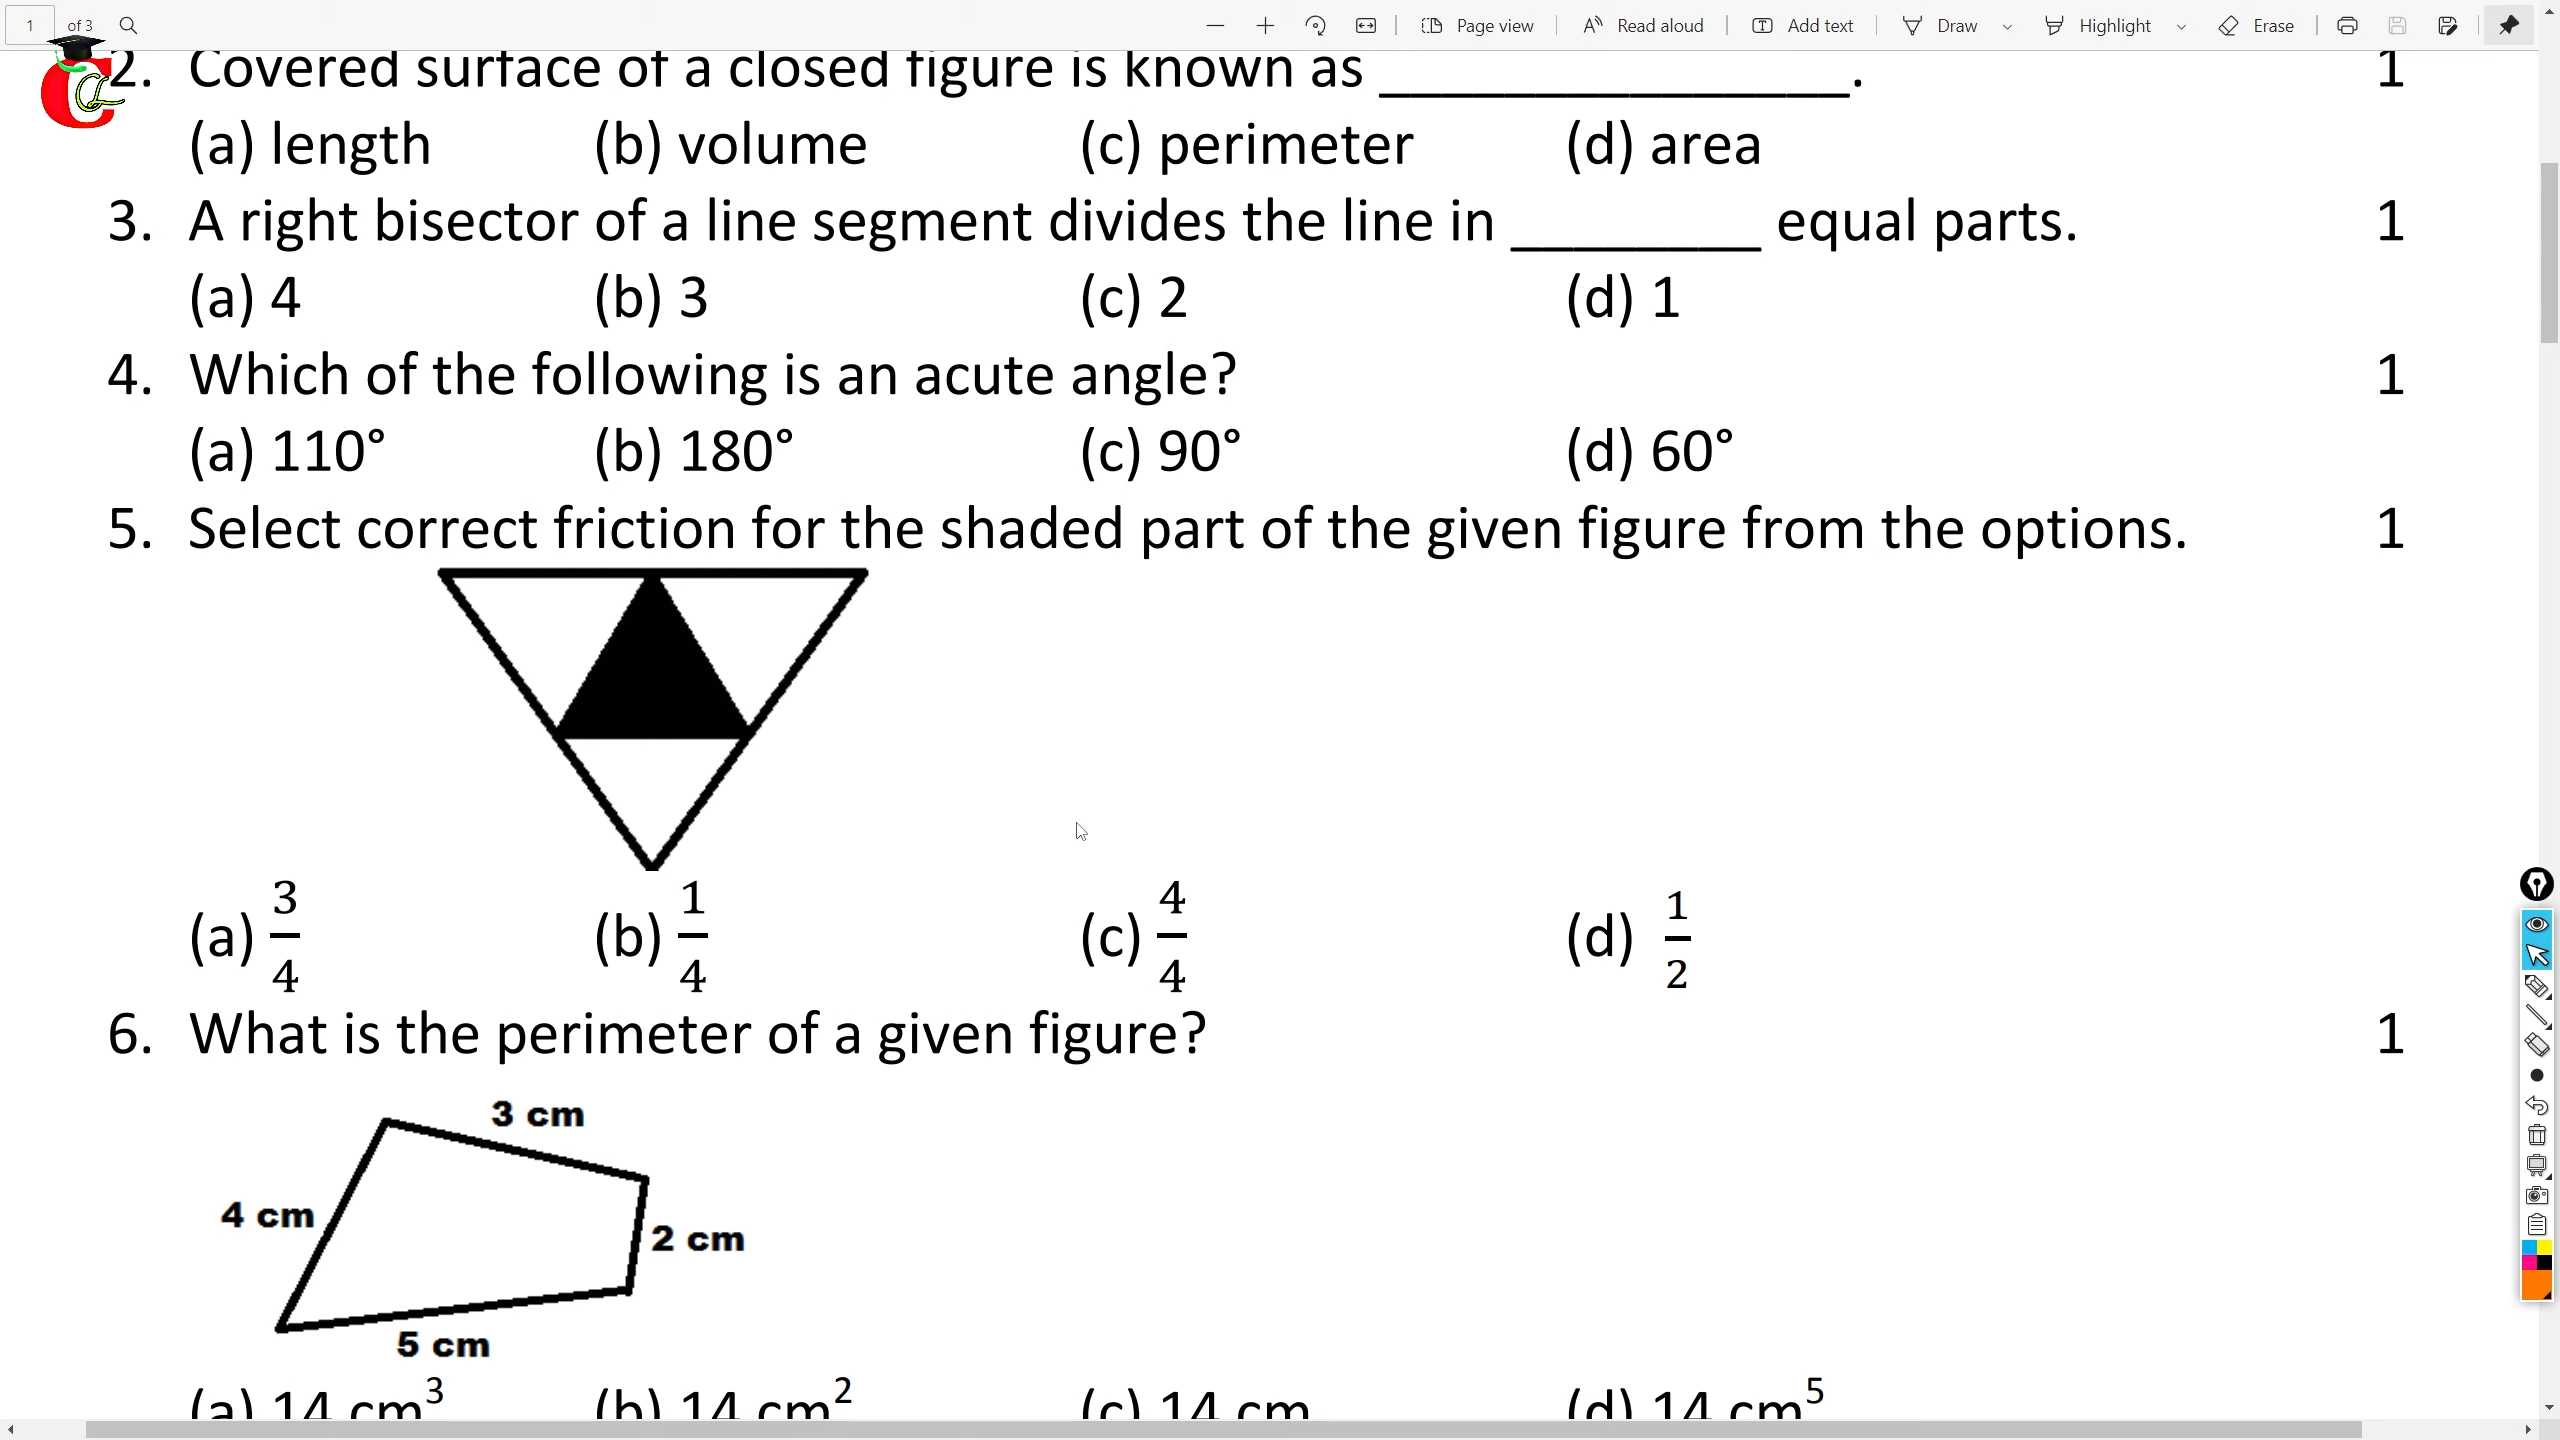 1 of 3 Page view Read aloud Add text Draw Highlight Erase
2. Covered surface of a closed figure is known as _______________. 1
(a) length (b) volume (c) perimeter (d) area
3. A right bisector of a line segment divides the line in ________ equal parts. 1
(a) 4 (b) 3 (c) 2 (d) 1
4. Which of the following is an acute angle? 1
(a) 110° (b) 180° (c) 90° (d) 60°
5. Select correct friction for the shaded part of the given figure from the options. 1
(a) 3/4 (b) 1/4 (c) 4/4 (d) 1/2
6. What is the perimeter of a given figure? 1
3 cm
4 cm
2 cm
5 cm
(a) 14 cm³ (b) 14 cm² (c) 14 cm (d) 14 cm⁵